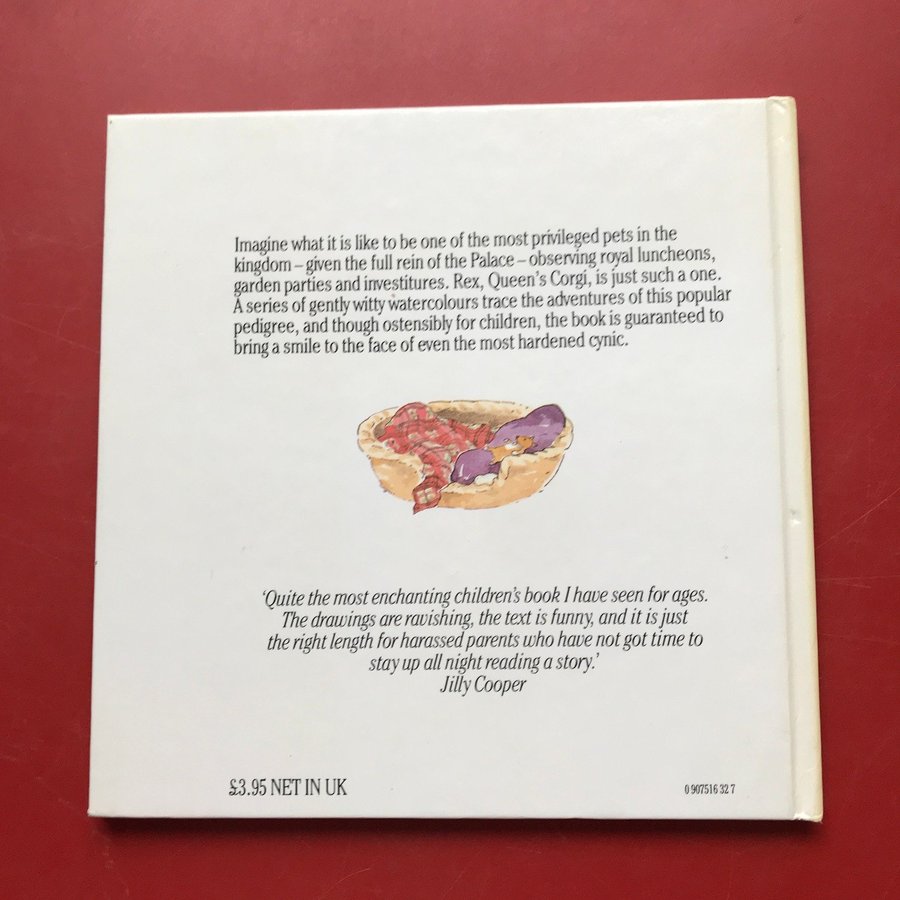 Imagine what it is like to be one of the most privileged pets in the
kingdom – given the full rein of the Palace – observing royal luncheons,
garden parties and investitures. Rex, Queen's Corgi, is just such a one.
A series of gently witty watercolours trace the adventures of this popular
pedigree, and though ostensibly for children, the book is guaranteed to
bring a smile to the face of even the most hardened cynic.
'Quite the most enchanting children's book I have seen for ages.
The drawings are ravishing, the text is funny, and it is just
the right length for harassed parents who have not got time to
stay up all night reading a story.'
Jilly Cooper
£3.95 NET IN UK
0 907516 32 7